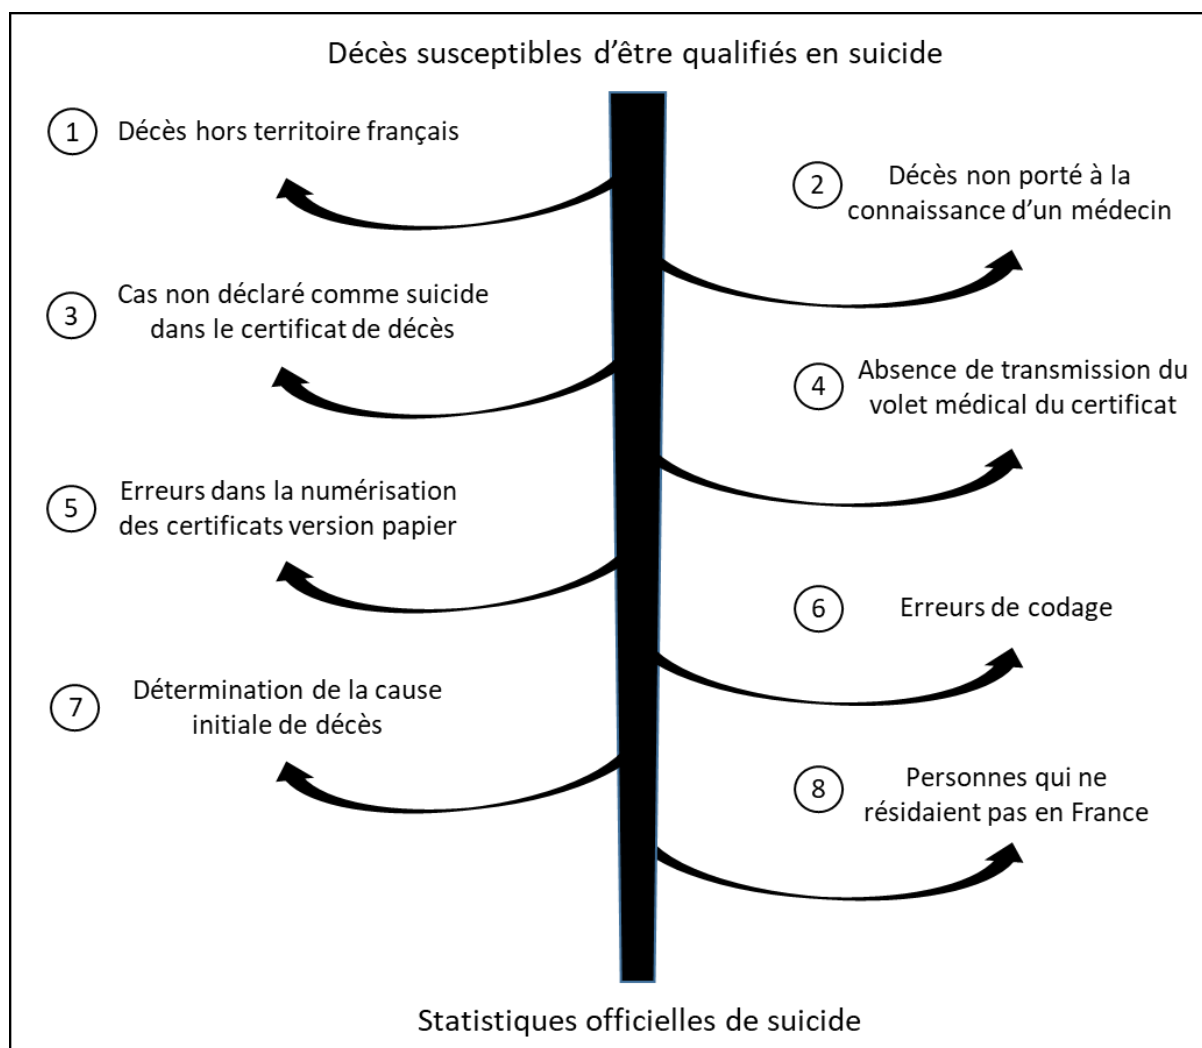 Décès susceptibles d'être qualifiés en suicide
1 Décès hors territoire français
2 Décès non porté à la
connaissance d'un médecin
3 Cas non déclaré comme suicide
dans le certificat de décès
4 Absence de transmission du
volet médical du certificat
5 Erreurs dans la numérisation
des certificats version papier
6 Erreurs de codage
7 Détermination de la cause
initiale de décès
8 Personnes qui ne
résidaient pas en France
Statistiques officielles de suicide